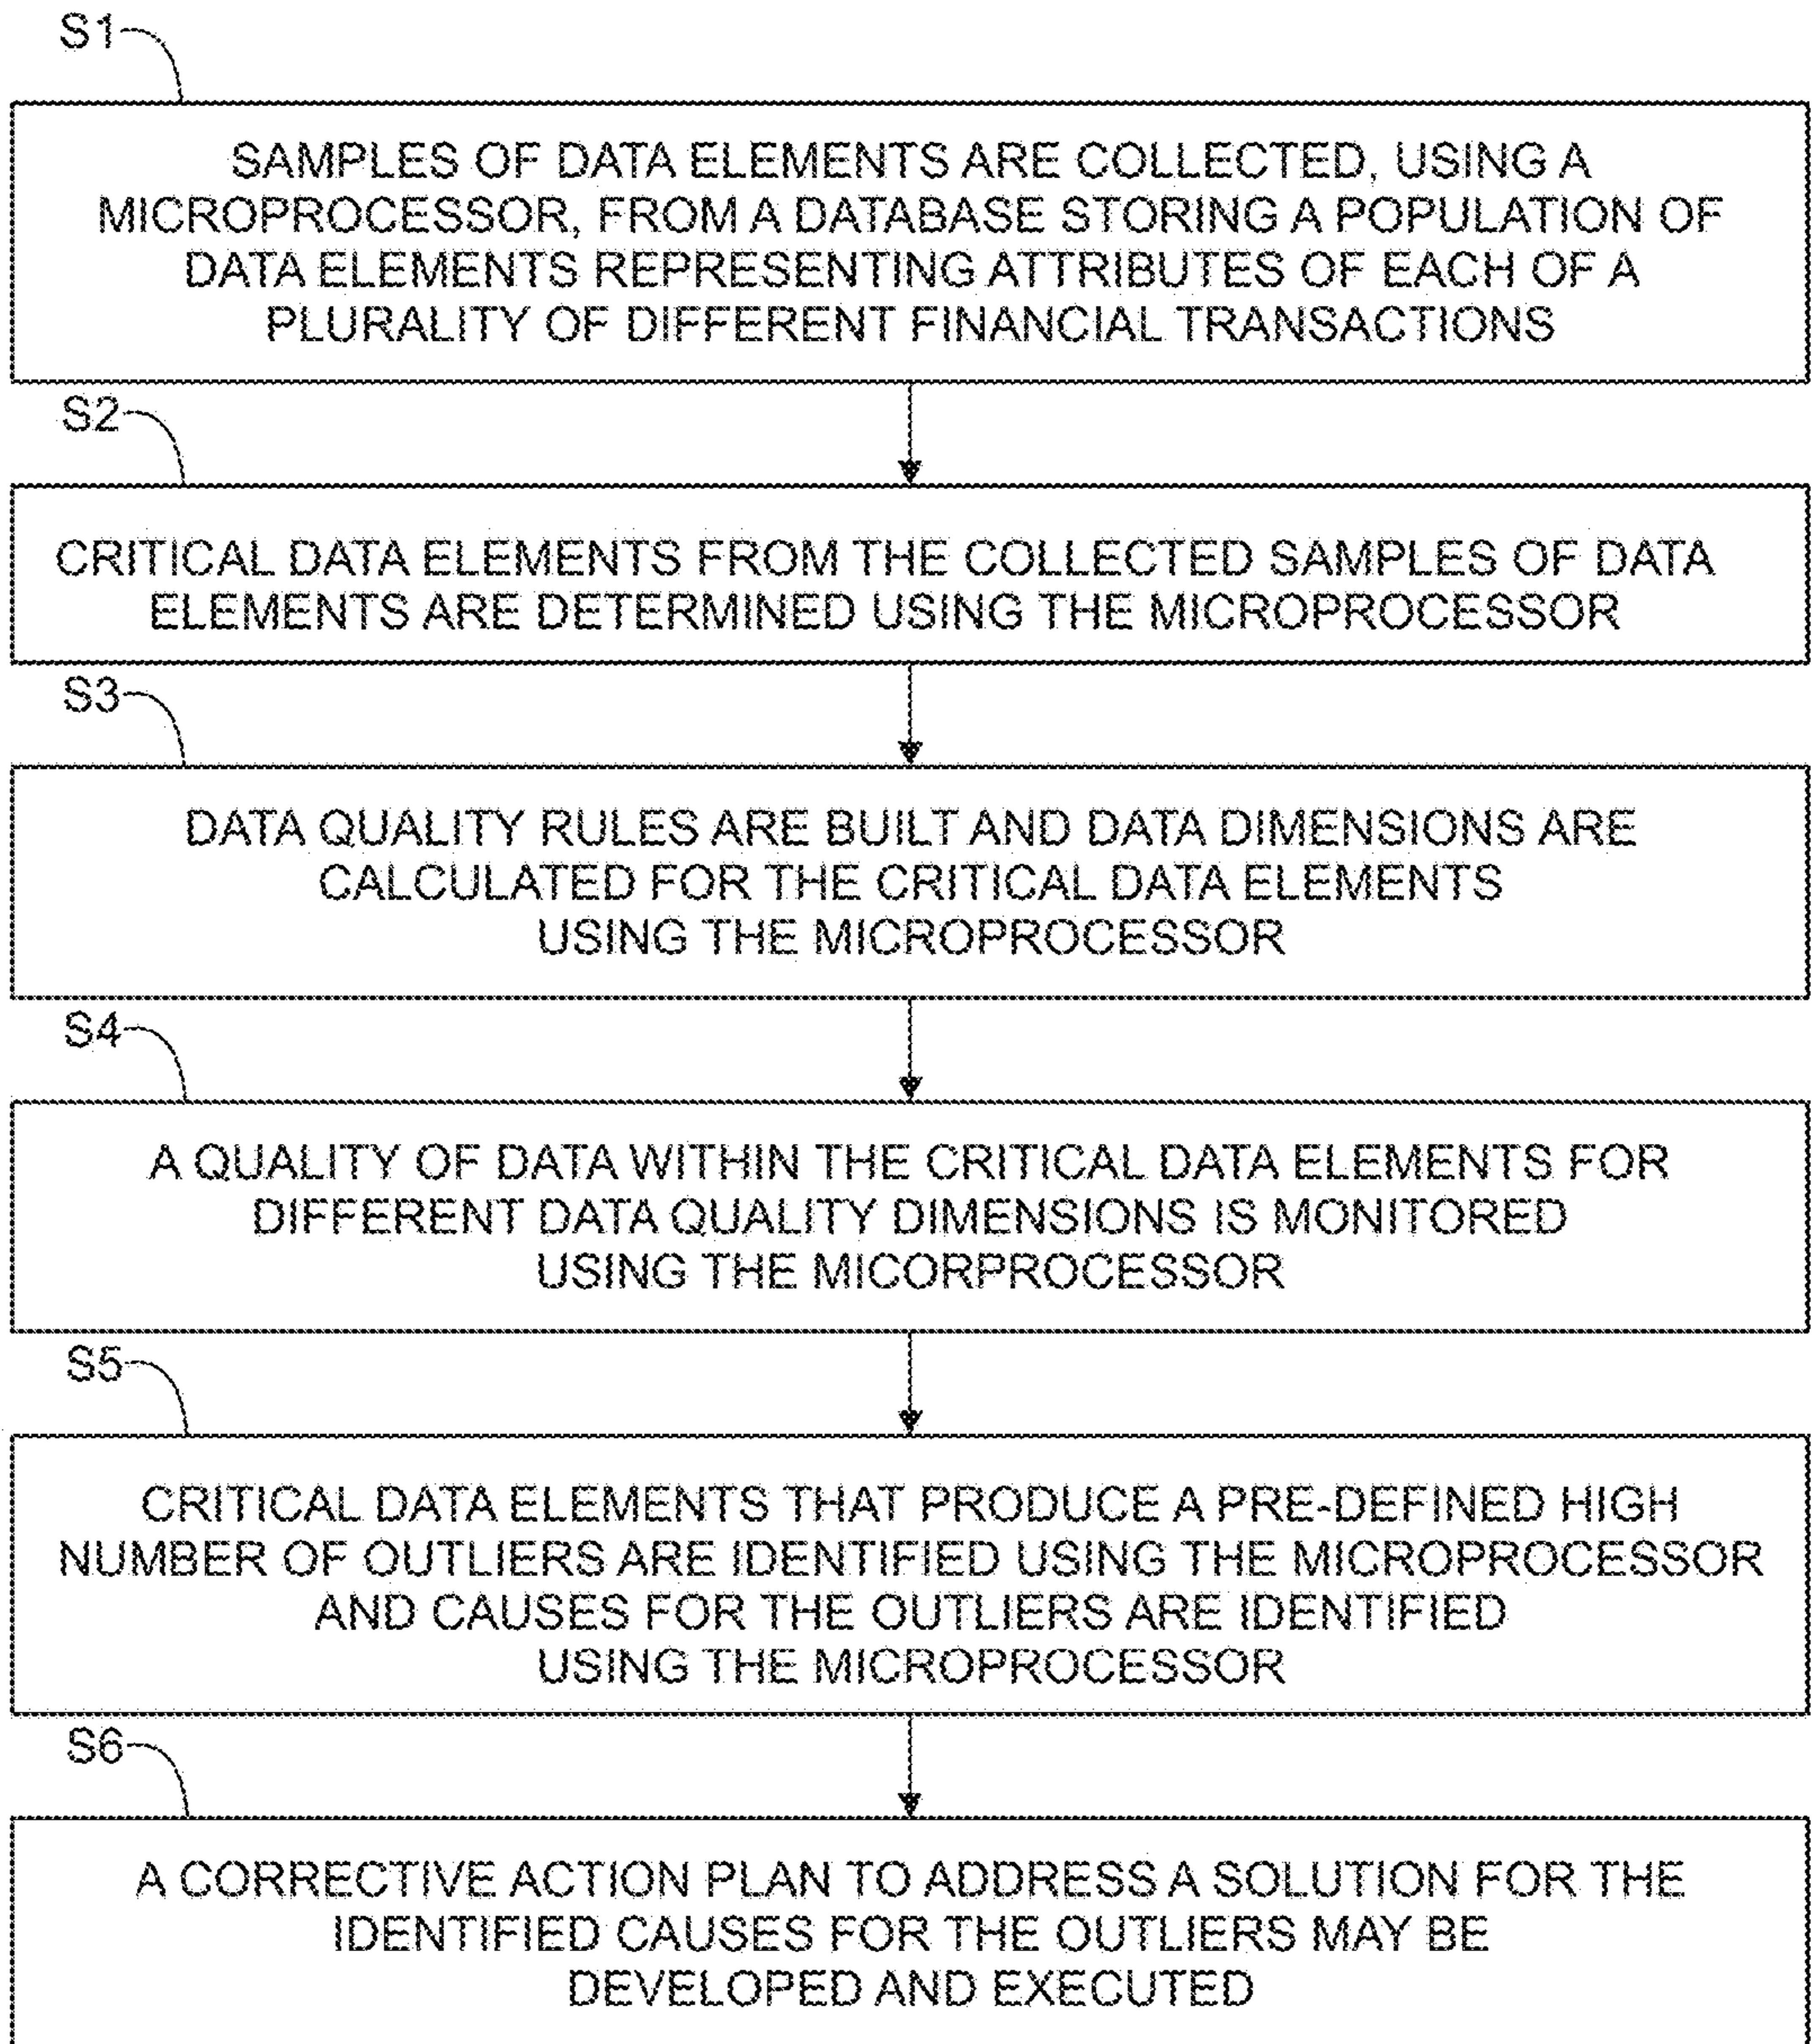 S1
SAMPLES OF DATA ELEMENTS ARE COLLECTED, USING A
MICROPROCESSOR, FROM A DATABASE STORING A POPULATION OF
DATA ELEMENTS REPRESENTING ATTRIBUTES OF EACH OF A
PLURALITY OF DIFFERENT FINANCIAL TRANSACTIONS
S2
CRITICAL DATA ELEMENTS FROM THE COLLECTED SAMPLES OF DATA
ELEMENTS ARE DETERMINED USING THE MICROPROCESSOR
S3
DATA QUALITY RULES ARE BUILT AND DATA DIMENSIONS ARE
CALCULATED FOR THE CRITICAL DATA ELEMENTS
USING THE MICROPROCESSOR
S4
A QUALITY OF DATA WITHIN THE CRITICAL DATA ELEMENTS FOR
DIFFERENT DATA QUALITY DIMENSIONS IS MONITORED
USING THE MICORPROCESSOR
S5
CRITICAL DATA ELEMENTS THAT PRODUCE A PRE-DEFINED HIGH
NUMBER OF OUTLIERS ARE IDENTIFIED USING THE MICROPROCESSOR
AND CAUSES FOR THE OUTLIERS ARE IDENTIFIED
USING THE MICROPROCESSOR
S6
A CORRECTIVE ACTION PLAN TO ADDRESS A SOLUTION FOR THE
IDENTIFIED CAUSES FOR THE OUTLIERS MAY BE
DEVELOPED AND EXECUTED